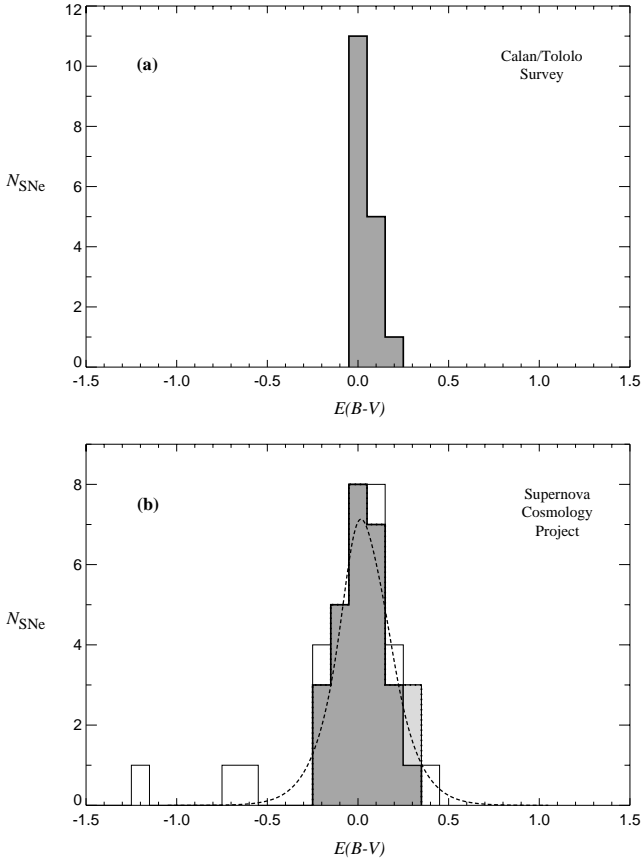 12
10
8
6
4
2
0
N_SNe
(a)
Calan/Tololo
Survey
-1.5 -1.0 -0.5 0.0 0.5 1.0 1.5
E(B-V)
8
6
4
2
0
N_SNe
(b)
Supernova
Cosmology
Project
-1.5 -1.0 -0.5 0.0 0.5 1.0 1.5
E(B-V)